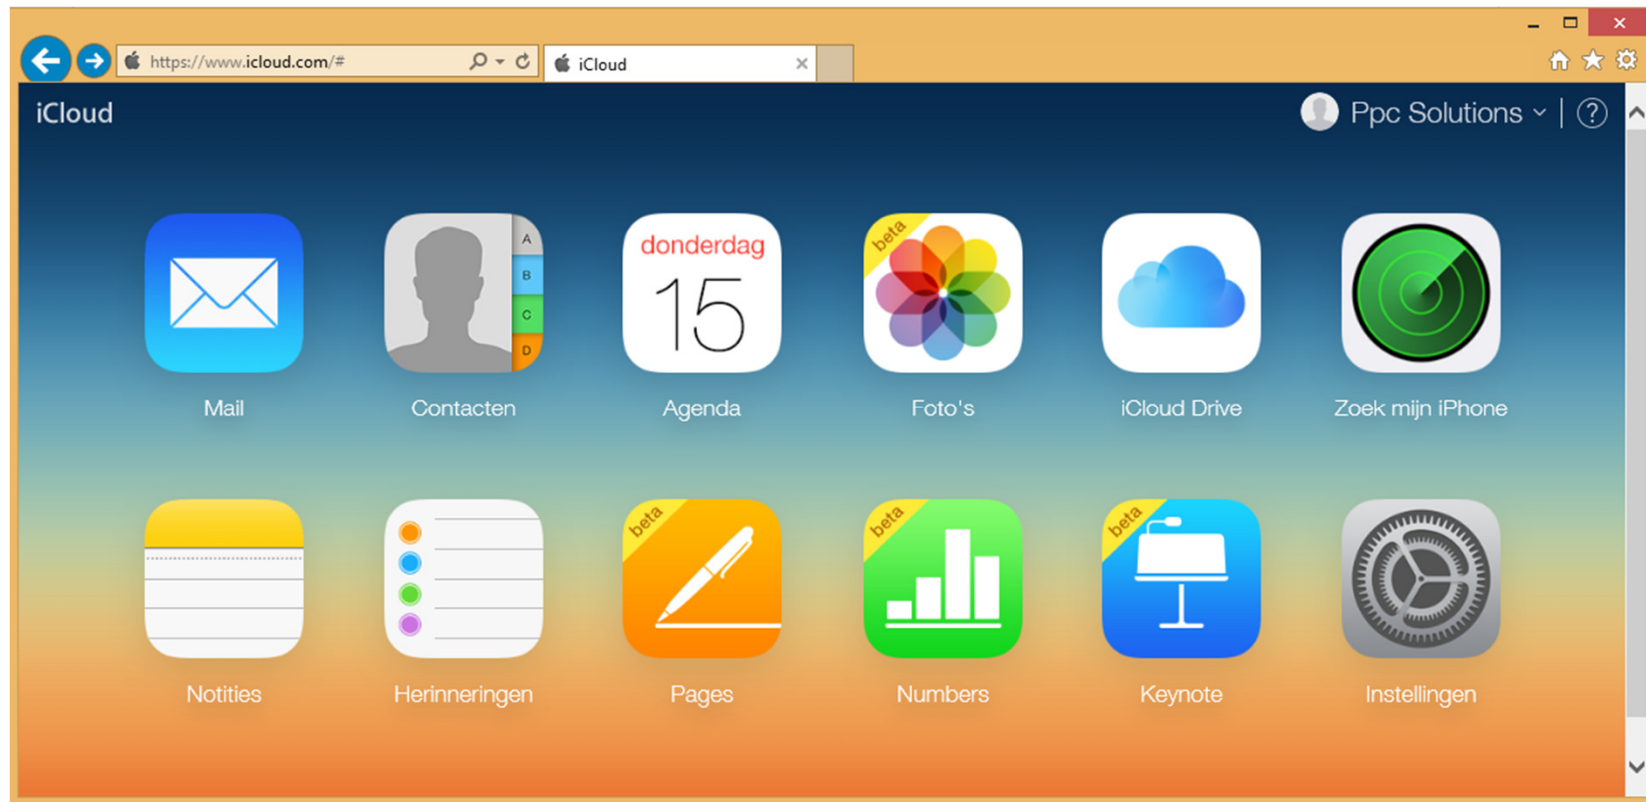 https://www.icloud.com/#
iCloud
iCloud
Ppc Solutions
?
A
B
C
D
donderdag
15
beta
Mail
Contacten
Agenda
Foto's
iCloud Drive
Zoek mijn iPhone
beta
beta
beta
Notities
Herinneringen
Pages
Numbers
Keynote
Instellingen